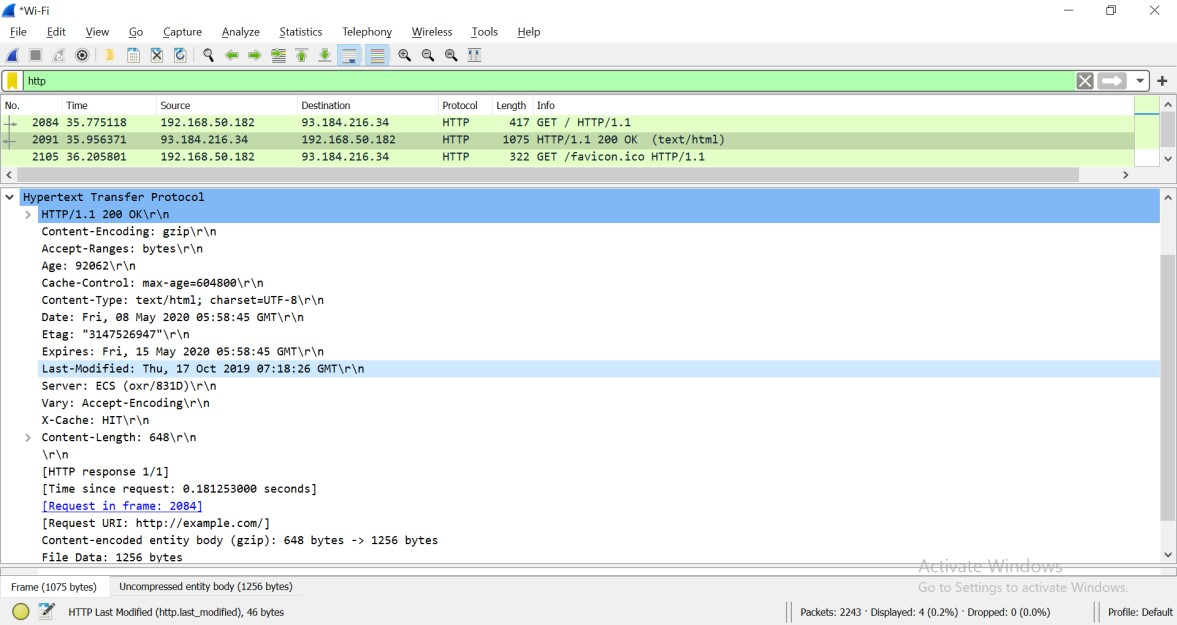 *Wi-Fi
File Edit View Go Capture Analyze Statistics Telephony Wireless Tools Help
http
No. Time Source Destination Protocol Length Info
2084 35.775118 192.168.50.182 93.184.216.34 HTTP 417 GET / HTTP/1.1
2091 35.956371 93.184.216.34 192.168.50.182 HTTP 1075 HTTP/1.1 200 OK (text/html)
2105 36.205801 192.168.50.182 93.184.216.34 HTTP 322 GET /favicon.ico HTTP/1.1
Hypertext Transfer Protocol
HTTP/1.1 200 OK\r\n
Content-Encoding: gzip\r\n
Accept-Ranges: bytes\r\n
Age: 92062\r\n
Cache-Control: max-age=604800\r\n
Content-Type: text/html; charset=UTF-8\r\n
Date: Fri, 08 May 2020 05:58:45 GMT\r\n
Etag: "3147526947"\r\n
Expires: Fri, 15 May 2020 05:58:45 GMT\r\n
Last-Modified: Thu, 17 Oct 2019 07:18:26 GMT\r\n
Server: ECS (oxr/831D)\r\n
Vary: Accept-Encoding\r\n
X-Cache: HIT\r\n
Content-Length: 648\r\n
\r\n
[HTTP response 1/1]
[Time since request: 0.181253000 seconds]
[Request in frame: 2084]
[Request URI: http://example.com/]
Content-encoded entity body (gzip): 648 bytes -> 1256 bytes
File Data: 1256 bytes
Activate Windows
Go to Settings to activate Windows.
Frame (1075 bytes) Uncompressed entity body (1256 bytes)
HTTP Last Modified (http.last_modified), 46 bytes Packets: 2243 · Displayed: 4 (0.2%) · Dropped: 0 (0.0%) Profile: Default